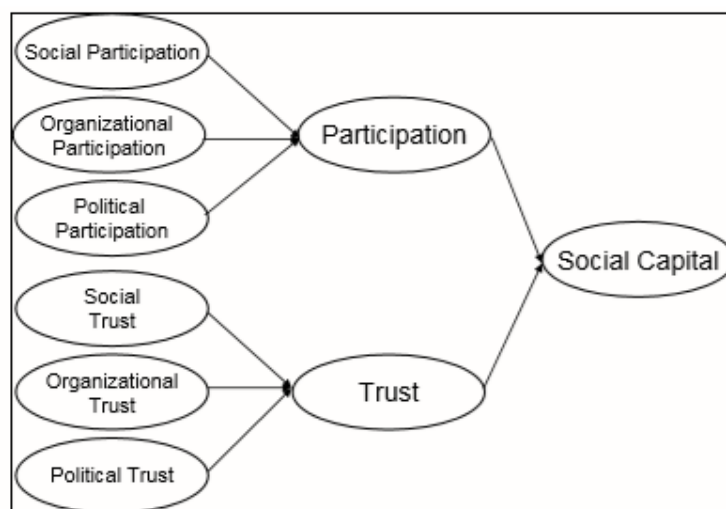 Social Participation
Organizational
Participation
Participation
Political
Participation
Social Capital
Social
Trust
Organizational
Trust
Trust
Political Trust